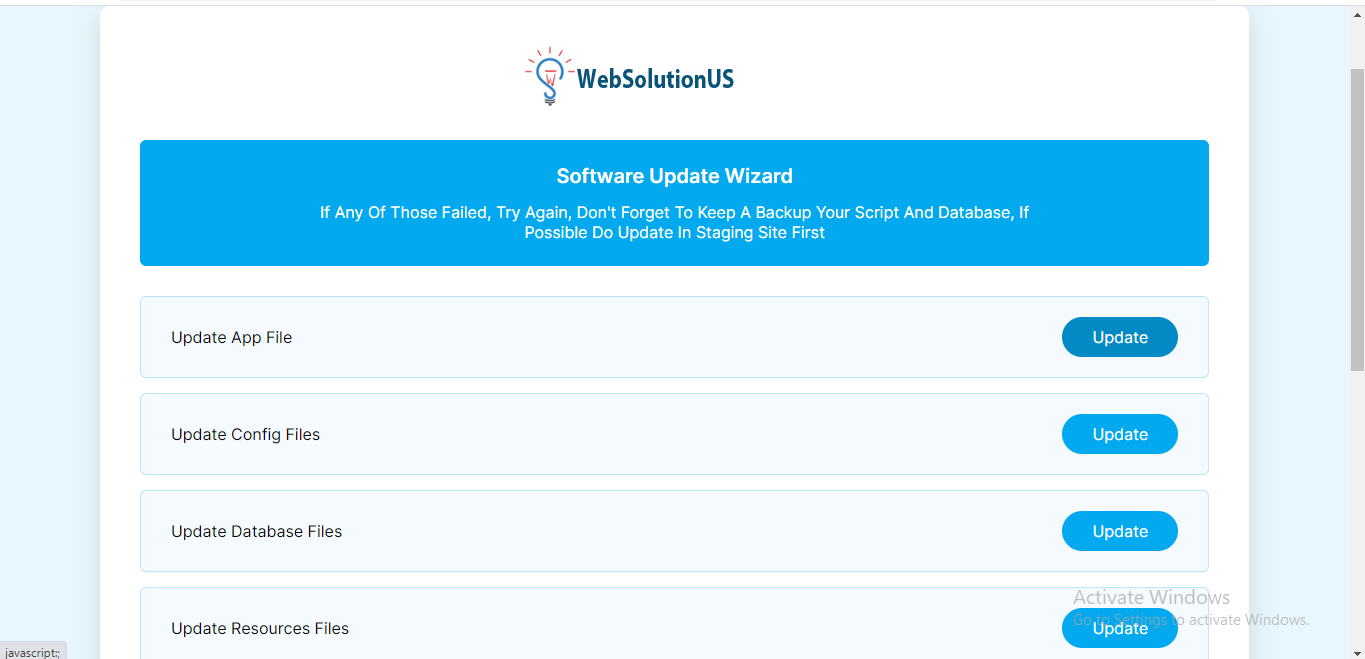 WebSolutionUS
Software Update Wizard
If Any Of Those Failed, Try Again, Don't Forget To Keep A Backup Your Script And Database, If
Possible Do Update In Staging Site First
Update App File
Update
Update Config Files
Update
Update Database Files
Update
Activate Windows
Go to Settings to activate Windows.
Update Resources Files
Update
javascript:;